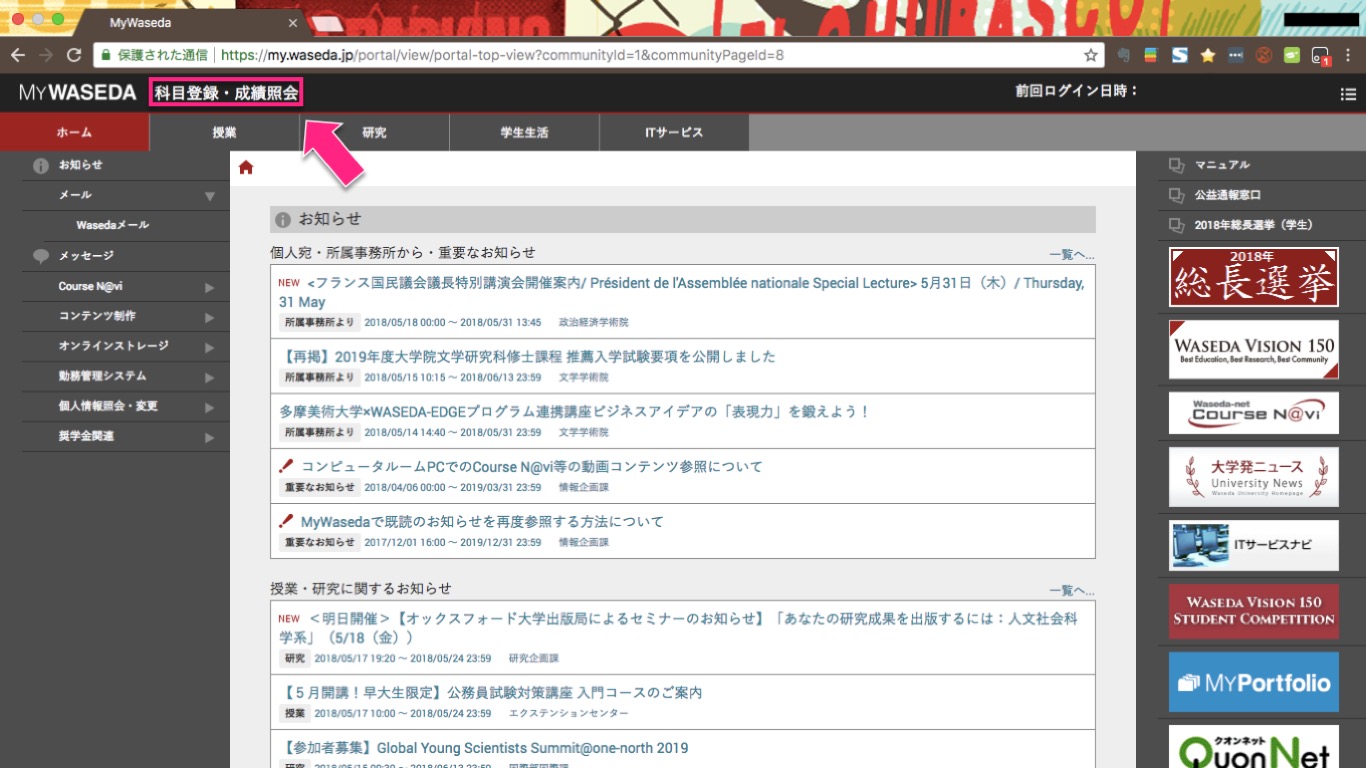 MyWaseda
保護された通信 | https://my.waseda.jp/portal/view/portal-top-view?communityId=1&communityPageId=8
MYWASEDA 科目登録・成績照会 前回ログイン日時：
ホーム 授業 研究 学生生活 ITサービス
お知らせ
メール
Wasedaメール
メッセージ
Course N@vi
コンテンツ制作
オンラインストレージ
勤務管理システム
個人情報照会・変更
奨学金関連
お知らせ
個人宛・所属事務所から・重要なお知らせ 一覧へ...
NEW <フランス国民議会議長特別講演会開催案内/ Président de l'Assemblée nationale Special Lecture> 5月31日（木）/ Thursday,
31 May
所属事務所より 2018/05/18 00:00 ～ 2018/05/31 13:45 政治経済学術院
【再掲】2019年度大学院文学研究科修士課程 推薦入学試験要項を公開しました
所属事務所より 2018/05/15 10:15 ～ 2018/06/13 23:59 文学学術院
多摩美術大学×WASEDA-EDGEプログラム連携講座ビジネスアイデアの「表現力」を鍛えよう！
所属事務所より 2018/05/14 14:40 ～ 2018/05/31 23:59 文学学術院
コンピュータルームPCでのCourse N@vi等の動画コンテンツ参照について
重要なお知らせ 2018/04/06 00:00 ～ 2019/03/31 23:59 情報企画課
MyWasedaで既読のお知らせを再度参照する方法について
重要なお知らせ 2017/12/01 16:00 ～ 2019/12/31 23:59 情報企画課
授業・研究に関するお知らせ 一覧へ...
NEW ＜明日開催＞【オックスフォード大学出版局によるセミナーのお知らせ】「あなたの研究成果を出版するには：人文社会科
学系」（5/18（金））
研究 2018/05/17 19:20 ～ 2018/05/24 23:59 研究企画課
【５月開講！早大生限定】公務員試験対策講座 入門コースのご案内
授業 2018/05/17 10:00 ～ 2018/05/24 23:59 エクステンションセンター
【参加者募集】Global Young Scientists Summit@one-north 2019
マニュアル
公益通報窓口
2018年総長選挙（学生）
2018年
総長選挙
WASEDA VISION 150
Best Education, Best Research, Best Community
Waseda-net
Course N@vi
大学発ニュース
University News
Waseda University Homepage
ITサービスナビ
WASEDA VISION 150
STUDENT COMPETITION
MYPortfolio
クオンネット
QuonNet